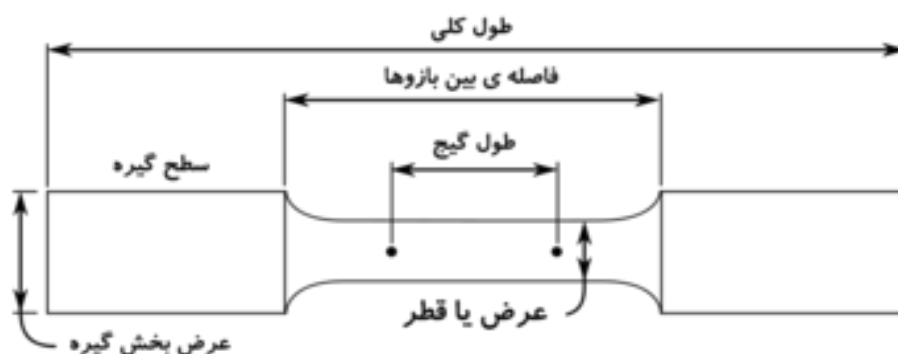 طول کلی
فاصله ی بین بازوها
طول گیج
سطح گیره
عرض یا قطر
عرض بخش گیره